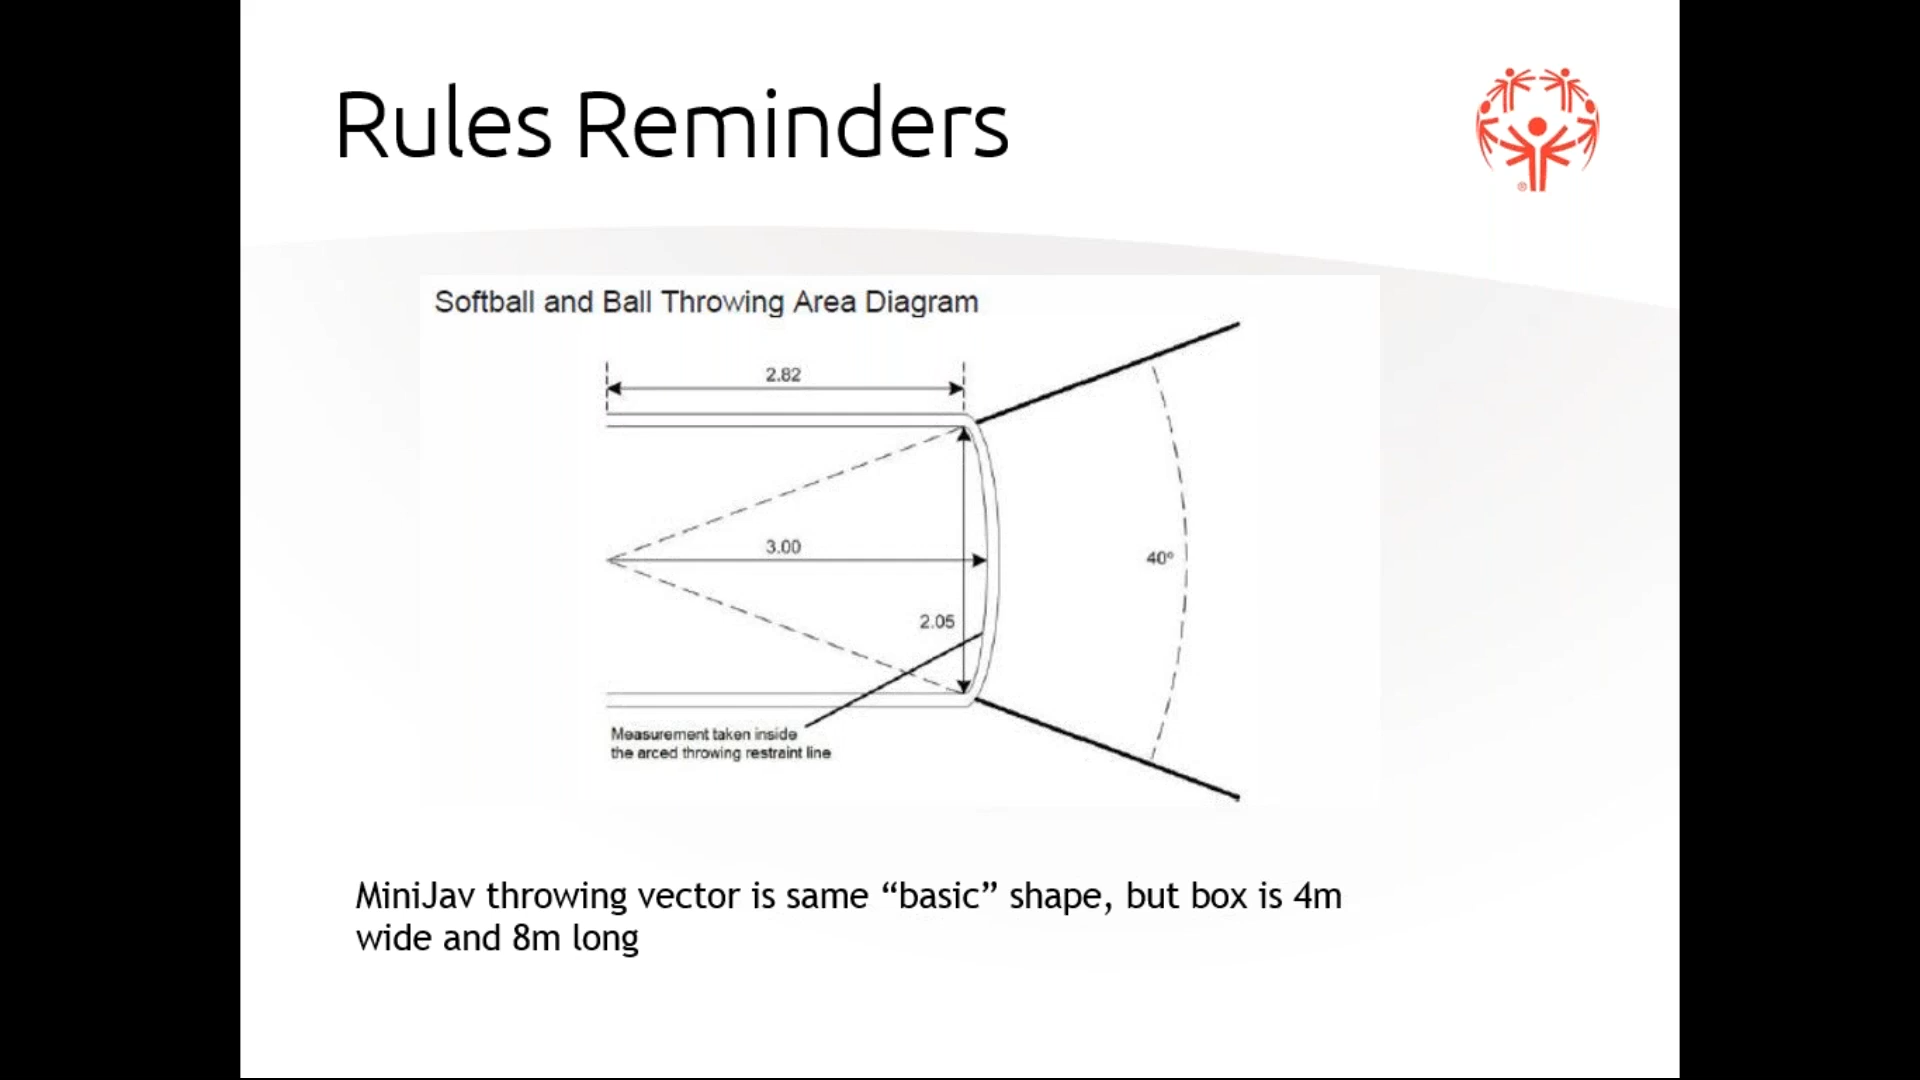 Rules Reminders
®
Softball and Ball Throwing Area Diagram
2.82
3.00
40°
2.05
Measurement taken inside
the arced throwing restraint line
MiniJav throwing vector is same “basic” shape, but box is 4m
wide and 8m long